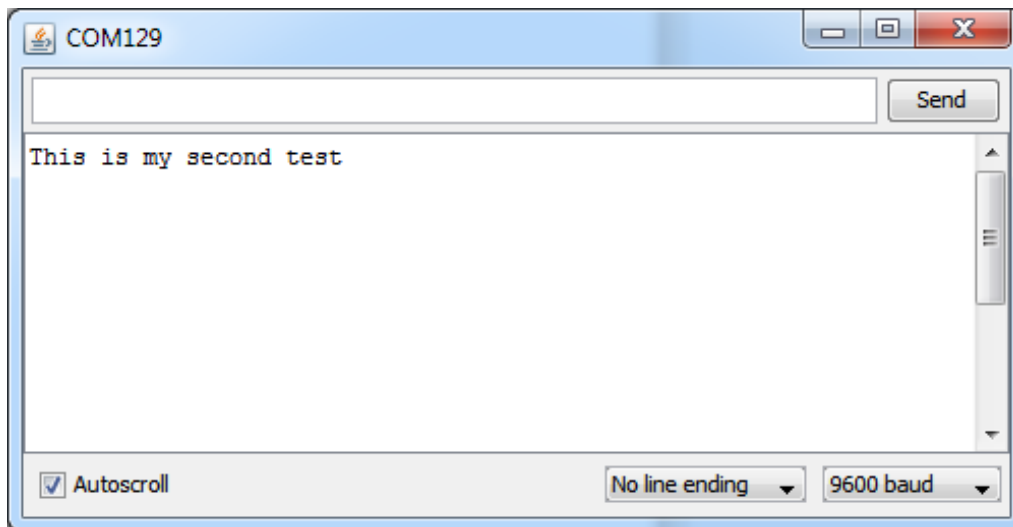 COM129
Send
This is my second test
Autoscroll
No line ending
9600 baud